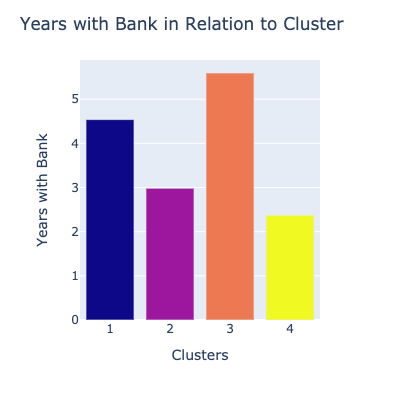 Years with Bank in Relation to Cluster
Years with Bank
5
4
3
2
1
0
1 2 3 4
Clusters